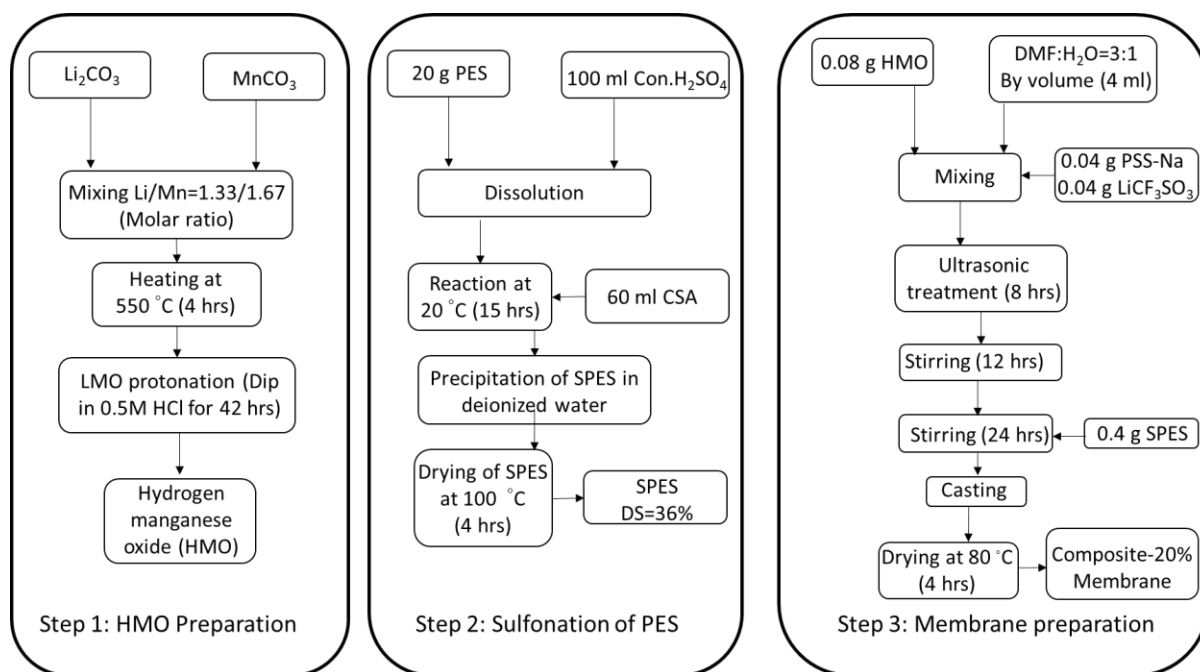 Li₂CO₃
MnCO₃
Mixing Li/Mn=1.33/1.67
(Molar ratio)
Heating at
550 °C (4 hrs)
LMO protonation (Dip
in 0.5M HCl for 42 hrs)
Hydrogen
manganese
oxide (HMO)
Step 1: HMO Preparation
20 g PES
100 ml Con.H₂SO₄
Dissolution
Reaction at
20 °C (15 hrs)
60 ml CSA
Precipitation of SPES in
deionized water
Drying of SPES
at 100 °C
(4 hrs)
SPES
DS=36%
Step 2: Sulfonation of PES
0.08 g HMO
DMF:H₂O=3:1
By volume (4 ml)
Mixing
0.04 g PSS-Na
0.04 g LiCF₃SO₃
Ultrasonic
treatment (8 hrs)
Stirring (12 hrs)
Stirring (24 hrs)
0.4 g SPES
Casting
Drying at 80 °C
(4 hrs)
Composite-20%
Membrane
Step 3: Membrane preparation